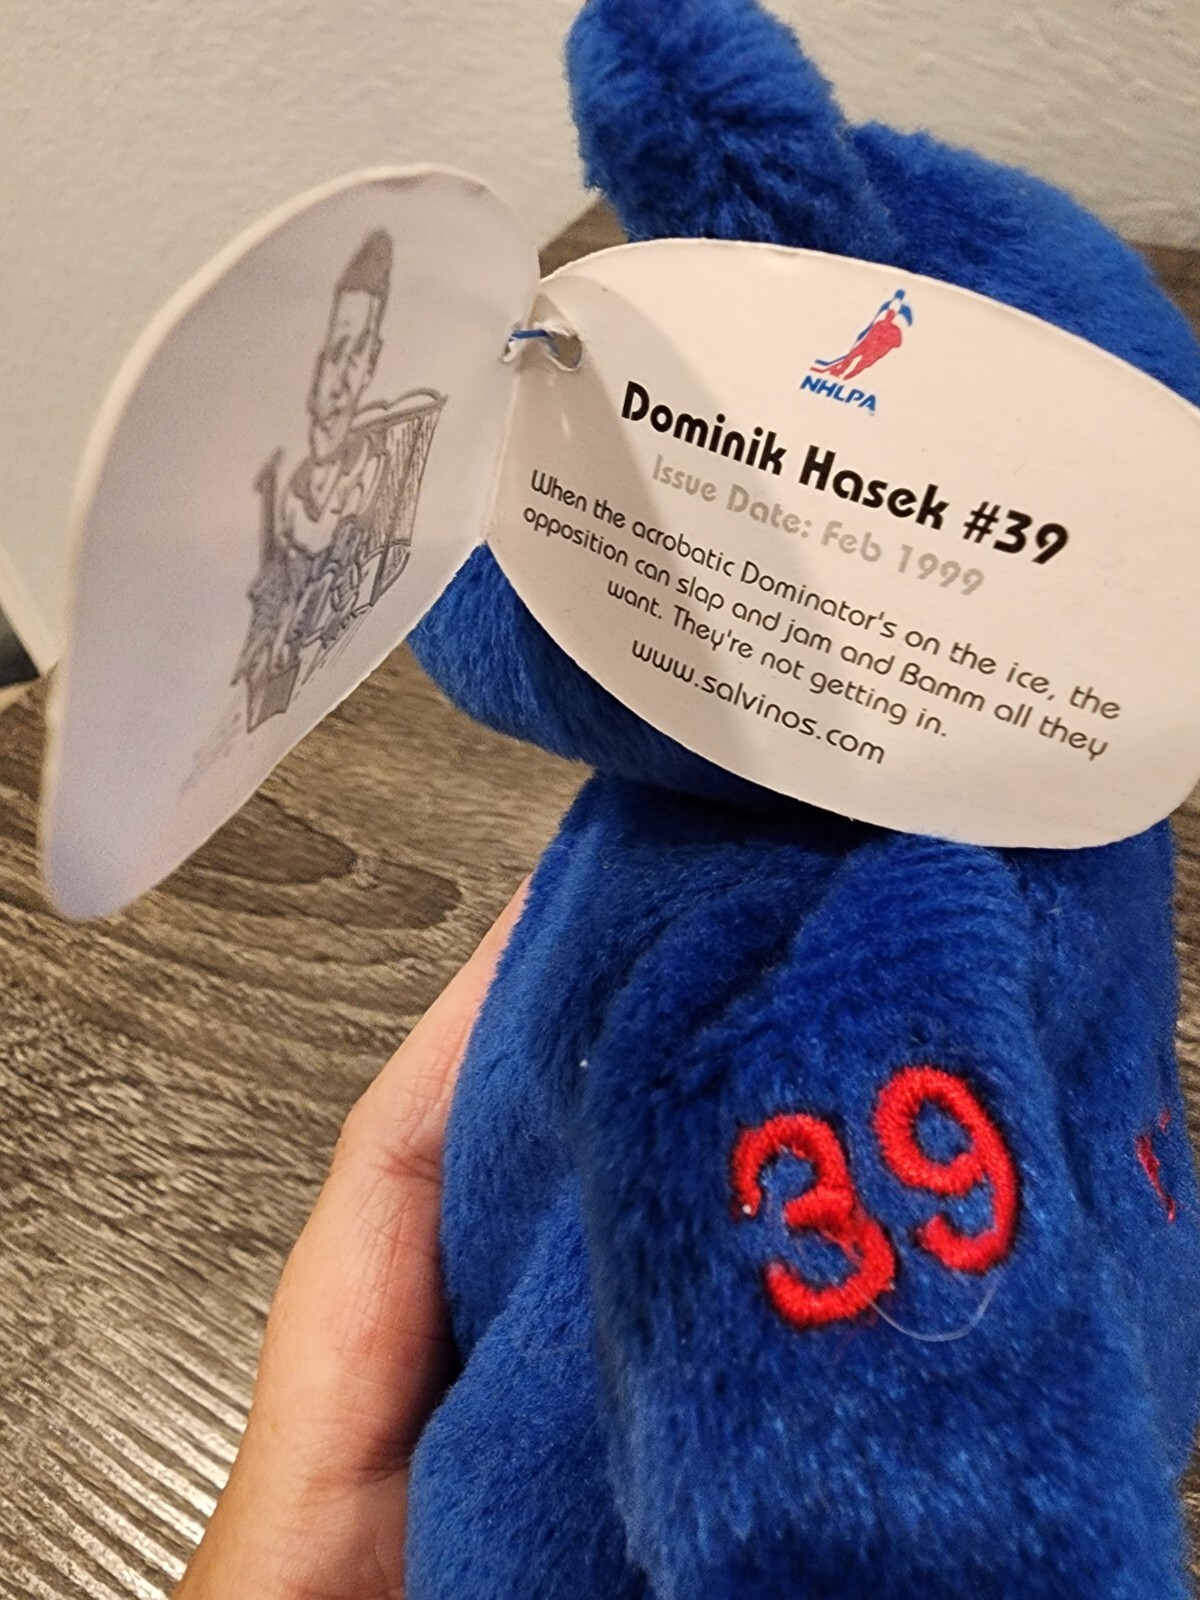 NHLPA
Dominik Hasek #39
Issue Date: Feb 1999
When the acrobatic Dominator's on the ice, the
opposition can slap and jam and Bamm all they
want. They're not getting in.
www.salvinos.com
39